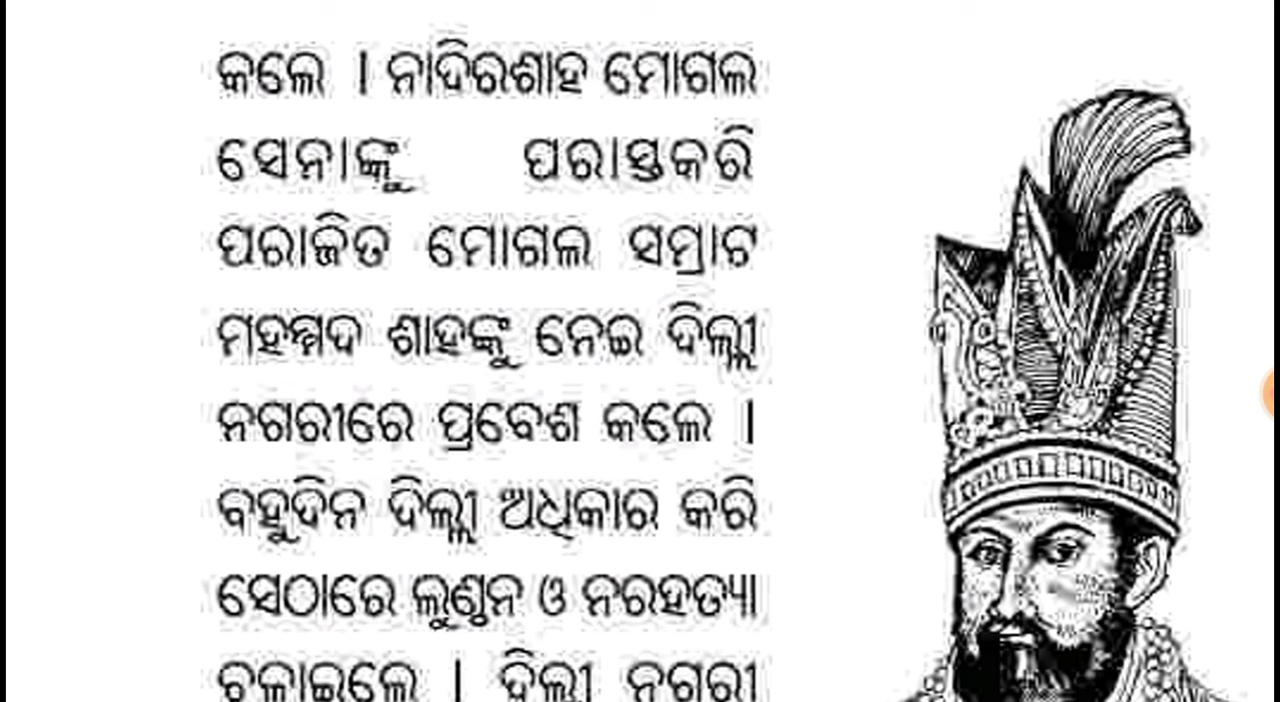 କଲେ । ନାଦିରଶାହ ମୋଗଲ
ସେନାଙ୍କୁ ପରାସ୍ତକରି
ପରାଜିତ ମୋଗଲ ସମ୍ରାଟ
ମହମ୍ମଦ ଶାହଙ୍କୁ ନେଇ ଦିଲ୍ଲୀ
ନଗରୀରେ ପ୍ରବେଶ କଲେ ।
ବହୁଦିନ ଦିଲ୍ଲୀ ଅଧିକାର କରି
ସେଠାରେ ଲୁଣ୍ଠନ ଓ ନରହତ୍ୟା
ଚଳାଇଲେ । ଦିଲ୍ଲୀ ନଗରୀ